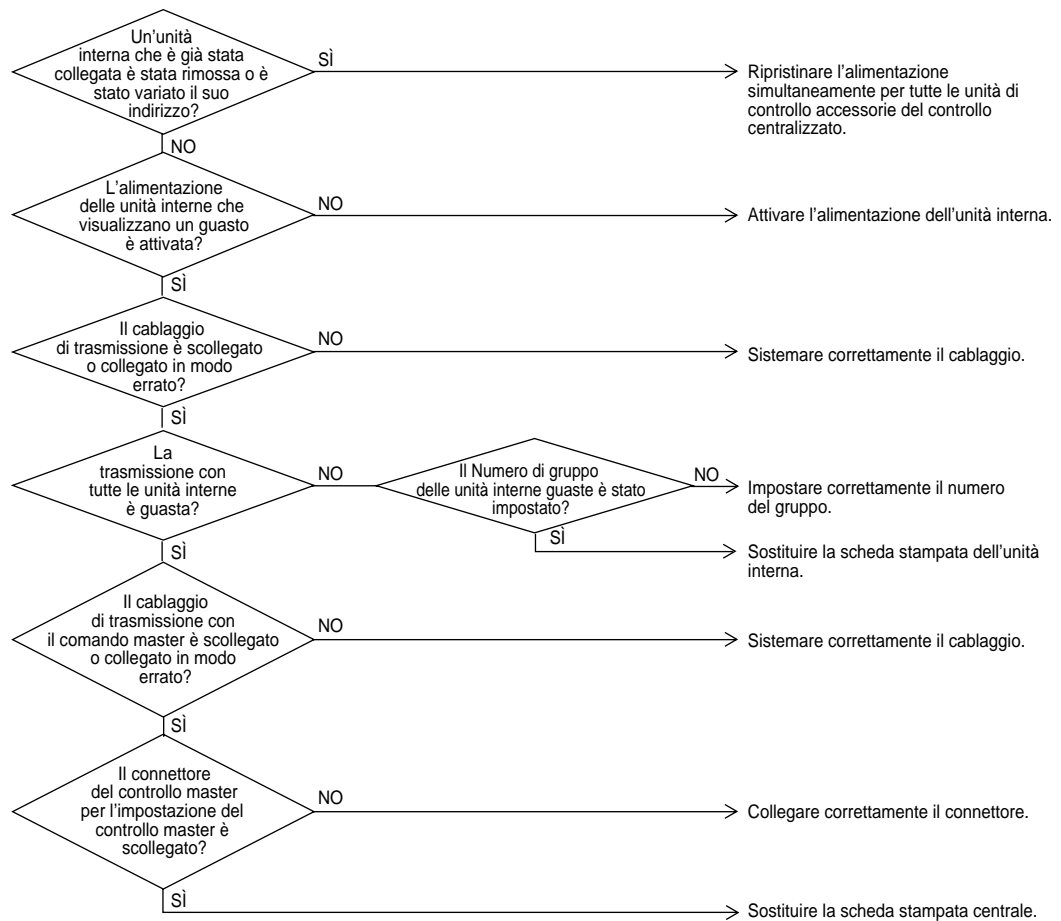 Un’unità
interna che è già stata
collegata è stata rimossa o è
stato variato il suo
indirizzo?
SÌ
Ripristinare l’alimentazione
simultaneamente per tutte le unità di
controllo accessorie del controllo
centralizzato.
NO
L’alimentazione
delle unità interne che
visualizzano un guasto
è attivata?
NO
Attivare l’alimentazione dell’unità interna.
SÌ
Il cablaggio
di trasmissione è scollegato
o collegato in modo
errato?
NO
Sistemare correttamente il cablaggio.
SÌ
La
trasmissione con
tutte le unità interne
è guasta?
NO
Il Numero di gruppo
delle unità interne guaste è stato
impostato?
NO
Impostare correttamente il numero
del gruppo.
SÌ
Sostituire la scheda stampata dell’unità
interna.
SÌ
Il cablaggio
di trasmissione con
il comando master è scollegato
o collegato in modo
errato?
NO
Sistemare correttamente il cablaggio.
SÌ
Il connettore
del controllo master
per l’impostazione del
controllo master è
scollegato?
NO
Collegare correttamente il connettore.
SÌ
Sostituire la scheda stampata centrale.